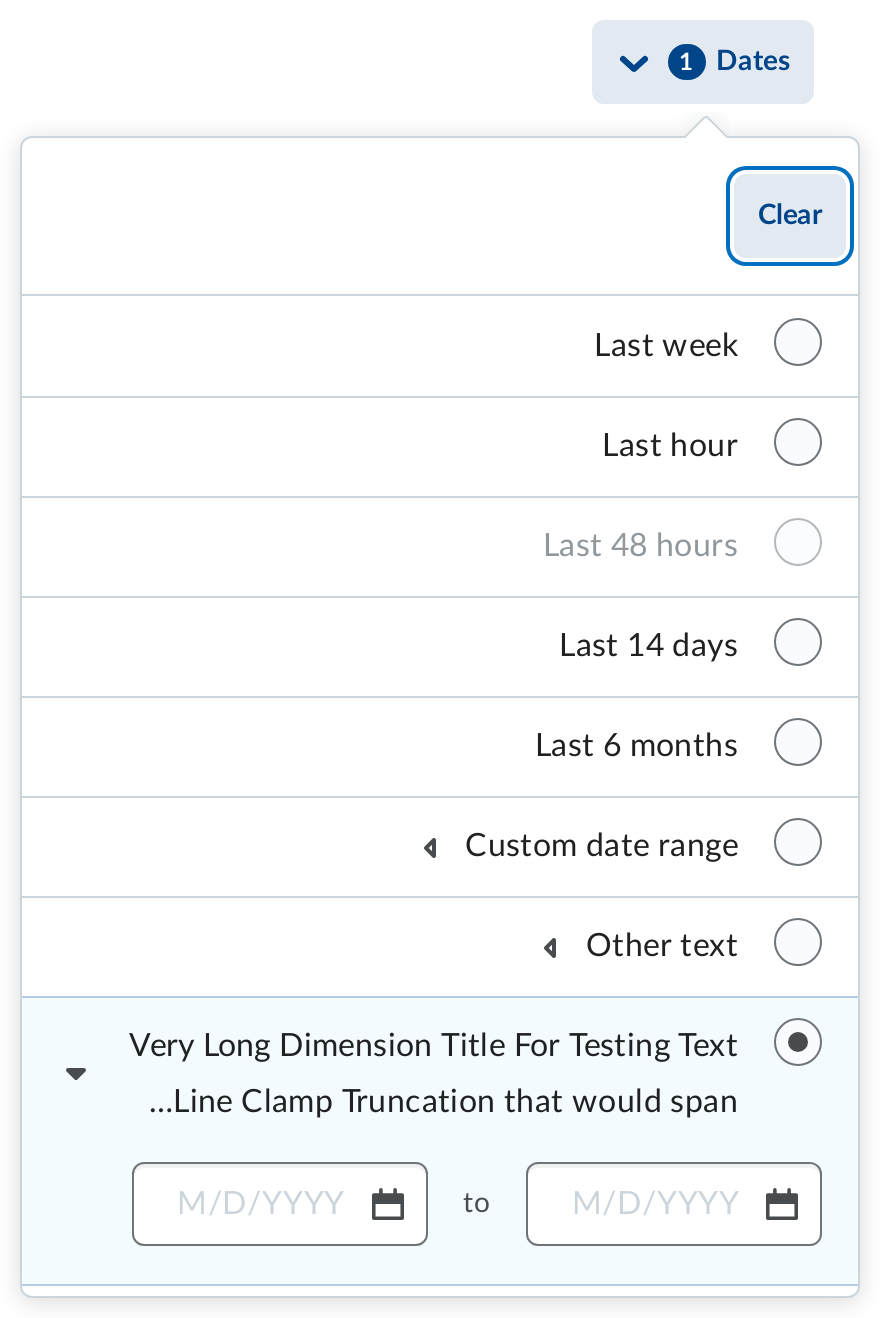 1 Dates
Clear
Last week
Last hour
Last 48 hours
Last 14 days
Last 6 months
Custom date range
Other text
Very Long Dimension Title For Testing Text
...Line Clamp Truncation that would span
M/D/YYYY to M/D/YYYY